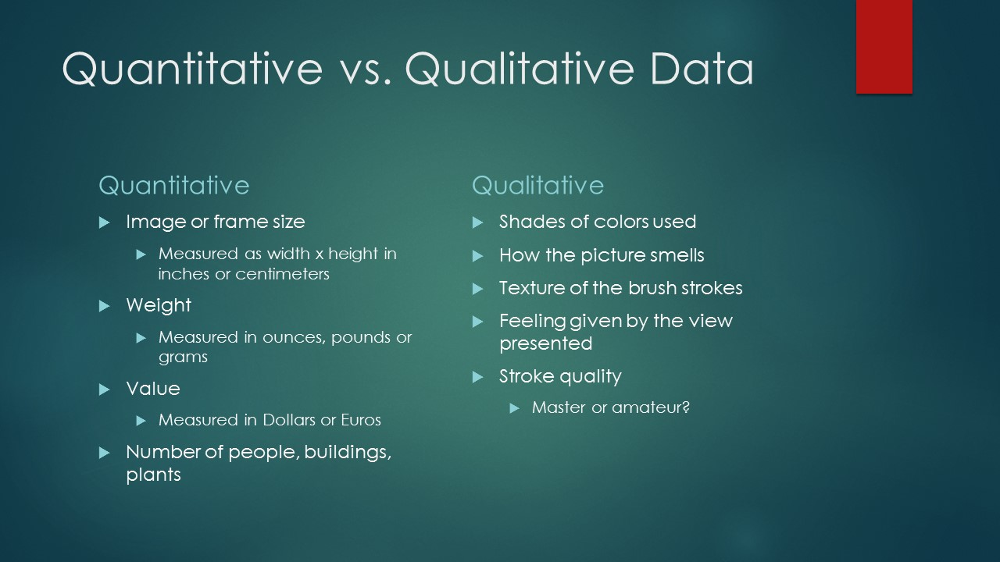 Quantitative vs. Qualitative Data
Quantitative
Image or frame size
Measured as width x height in
inches or centimeters
Weight
Measured in ounces, pounds or
grams
Value
Measured in Dollars or Euros
Number of people, buildings,
plants
Qualitative
Shades of colors used
How the picture smells
Texture of the brush strokes
Feeling given by the view
presented
Stroke quality
Master or amateur?